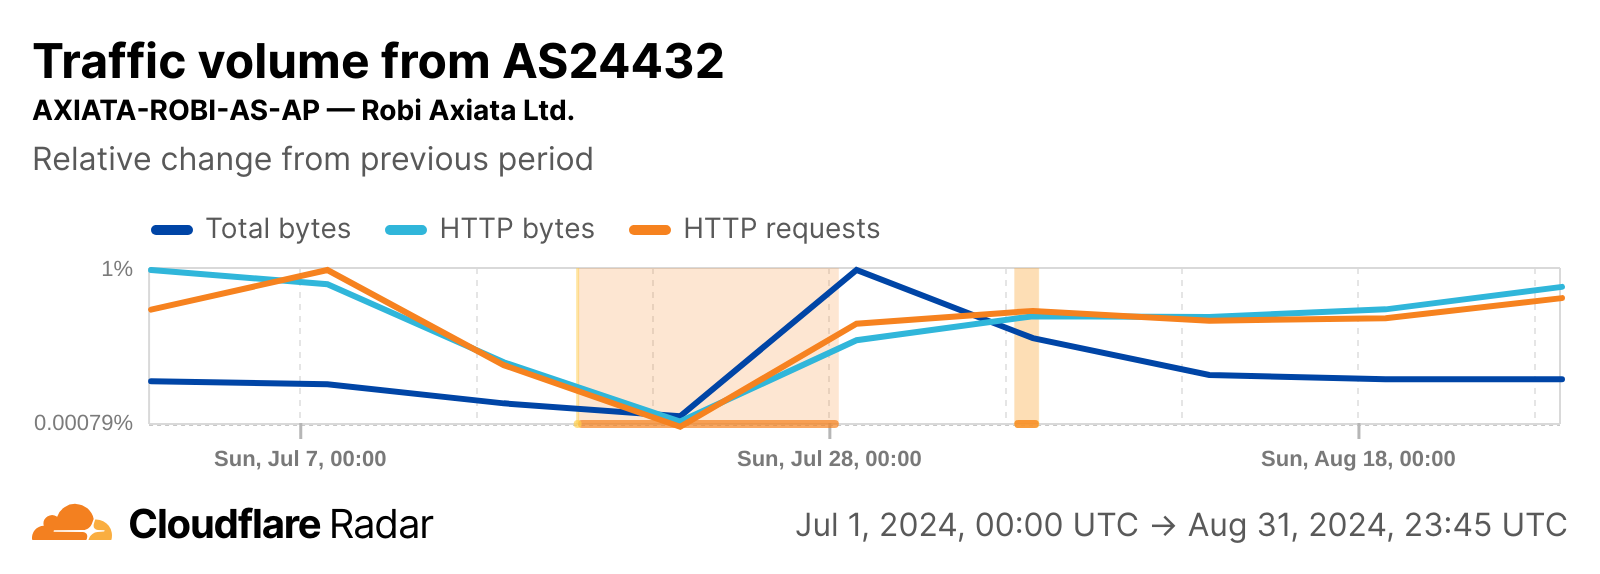 Traffic volume from AS24432
AXIATA-ROBI-AS-AP — Robi Axiata Ltd.
Relative change from previous period
Total bytes HTTP bytes HTTP requests
1%
0.00079%
Sun, Jul 7, 00:00 Sun, Jul 28, 00:00 Sun, Aug 18, 00:00
Cloudflare Radar Jul 1, 2024, 00:00 UTC → Aug 31, 2024, 23:45 UTC